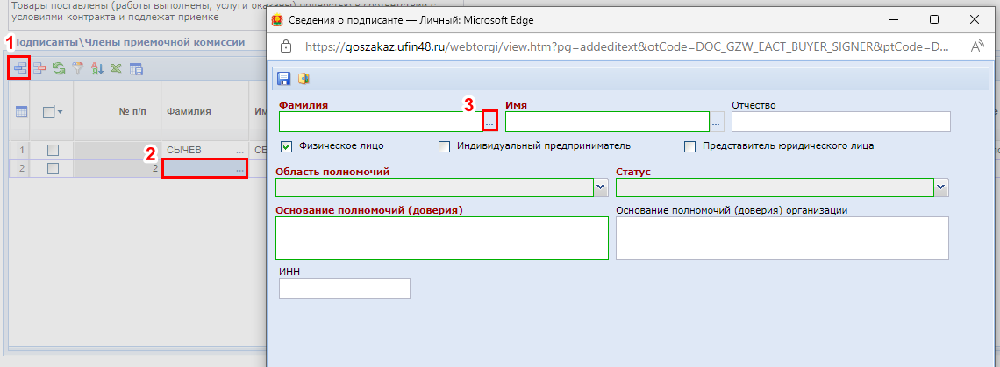 Товары поставлены (работы выполнены, услуги оказаны) полностью в соответствии с
условиями контракта и подлежат приемке
1
Подписанты\Члены приемочной комиссии
№ п/п
Фамилия
1
СЫЧЕВ
...
2
2
2
...
Сведения о подписанте — Личный: Microsoft Edge
https://goszakaz.ufin48.ru/webtorgi/view.htm?pg=addeditext&otCode=DOC_GZW_EACT_BUYER_SIGNER&ptCode=D...
3
Фамилия
Имя
Отчество
...
...
Физическое лицо
Индивидуальный предприниматель
Представитель юридического лица
Область полномочий
Статус
Основание полномочий (доверия)
Основание полномочий (доверия) организации
ИНН